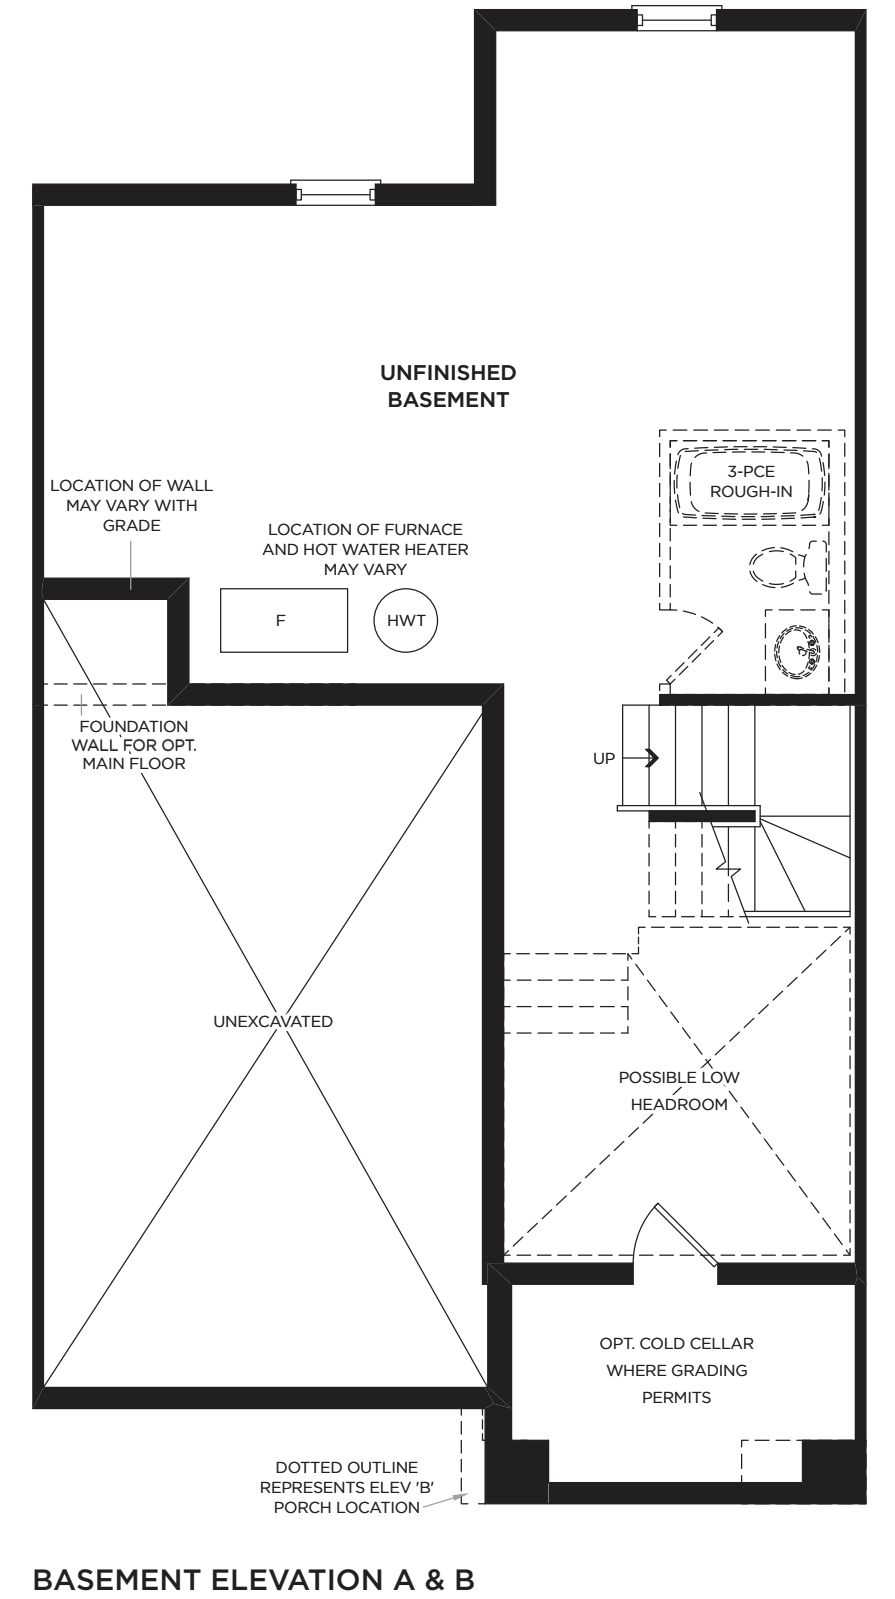 UNFINISHED
BASEMENT
3-PCE
ROUGH-IN
LOCATION OF WALL
MAY VARY WITH
GRADE
LOCATION OF FURNACE
AND HOT WATER HEATER
MAY VARY
F
HWT
FOUNDATION
WALL FOR OPT.
MAIN FLOOR
UP
UNEXCAVATED
POSSIBLE LOW
HEADROOM
OPT. COLD CELLAR
WHERE GRADING
PERMITS
DOTTED OUTLINE
REPRESENTS ELEV 'B'
PORCH LOCATION
BASEMENT ELEVATION A & B